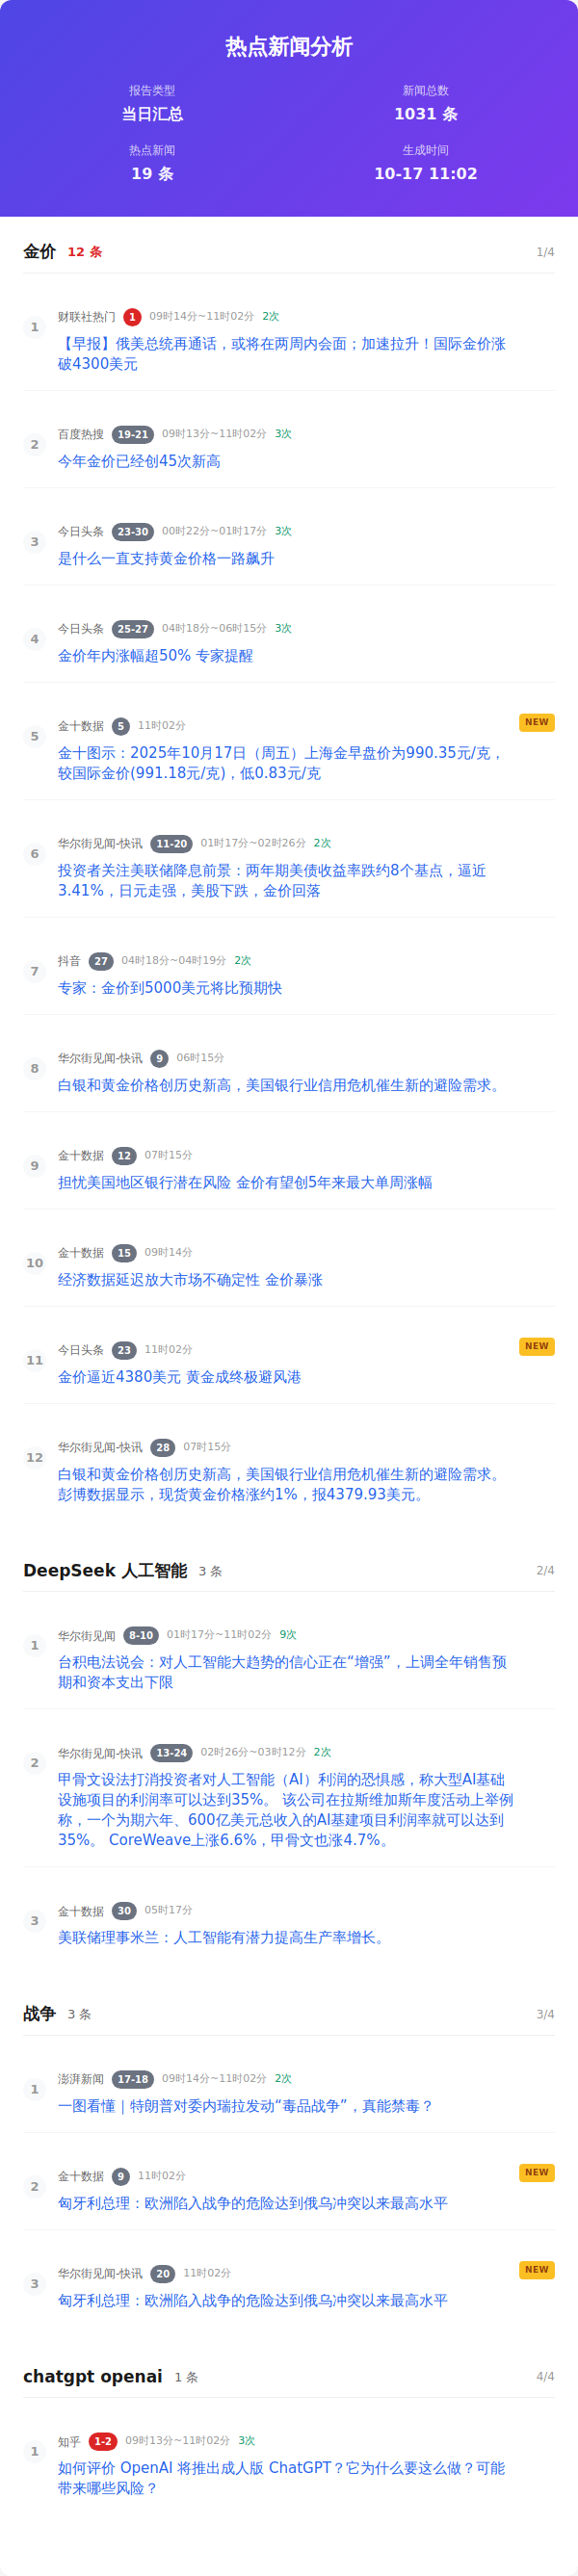 热点新闻分析
报告类型
新闻总数
当日汇总
1031 条
热点新闻
生成时间
19 条
10-17 11:02
金价 12 条 1/4
1 财联社热门 1 09时14分~11时02分 2次
【早报】俄美总统再通话，或将在两周内会面；加速拉升！国际金价涨
破4300美元
2 百度热搜 19-21 09时13分~11时02分 3次
今年金价已经创45次新高
3 今日头条 23-30 00时22分~01时17分 3次
是什么一直支持黄金价格一路飙升
4 今日头条 25-27 04时18分~06时15分 3次
金价年内涨幅超50% 专家提醒
5 金十数据 5 11时02分 NEW
金十图示：2025年10月17日（周五）上海金早盘价为990.35元/克，
较国际金价(991.18元/克)，低0.83元/克
6 华尔街见闻-快讯 11-20 01时17分~02时26分 2次
投资者关注美联储降息前景：两年期美债收益率跌约8个基点，逼近
3.41%，日元走强，美股下跌，金价回落
7 抖音 27 04时18分~04时19分 2次
专家：金价到5000美元将比预期快
8 华尔街见闻-快讯 9 06时15分
白银和黄金价格创历史新高，美国银行业信用危机催生新的避险需求。
9 金十数据 12 07时15分
担忧美国地区银行潜在风险 金价有望创5年来最大单周涨幅
10 金十数据 15 09时14分
经济数据延迟放大市场不确定性 金价暴涨
11 今日头条 23 11时02分 NEW
金价逼近4380美元 黄金成终极避风港
12 华尔街见闻-快讯 28 07时15分
白银和黄金价格创历史新高，美国银行业信用危机催生新的避险需求。
彭博数据显示，现货黄金价格涨约1%，报4379.93美元。
DeepSeek 人工智能 3 条 2/4
1 华尔街见闻 8-10 01时17分~11时02分 9次
台积电法说会：对人工智能大趋势的信心正在“增强”，上调全年销售预
期和资本支出下限
2 华尔街见闻-快讯 13-24 02时26分~03时12分 2次
甲骨文设法打消投资者对人工智能（AI）利润的恐惧感，称大型AI基础
设施项目的利润率可以达到35%。 该公司在拉斯维加斯年度活动上举例
称，一个为期六年、600亿美元总收入的AI基建项目利润率就可以达到
35%。 CoreWeave上涨6.6%，甲骨文也涨4.7%。
3 金十数据 30 05时17分
美联储理事米兰：人工智能有潜力提高生产率增长。
战争 3 条 3/4
1 澎湃新闻 17-18 09时14分~11时02分 2次
一图看懂｜特朗普对委内瑞拉发动“毒品战争”，真能禁毒？
2 金十数据 9 11时02分 NEW
匈牙利总理：欧洲陷入战争的危险达到俄乌冲突以来最高水平
3 华尔街见闻-快讯 20 11时02分 NEW
匈牙利总理：欧洲陷入战争的危险达到俄乌冲突以来最高水平
chatgpt openai 1 条 4/4
1 知乎 1-2 09时13分~11时02分 3次
如何评价 OpenAI 将推出成人版 ChatGPT？它为什么要这么做？可能
带来哪些风险？